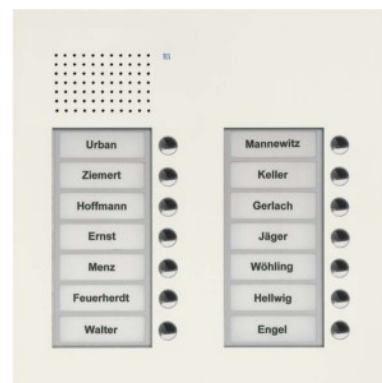 Urban
Ziemert
Hoffmann
Ernst
Menz
Feuerherdt
Walter
Mannewitz
Keller
Gerlach
Jäger
Wöhling
Hellwig
Engel